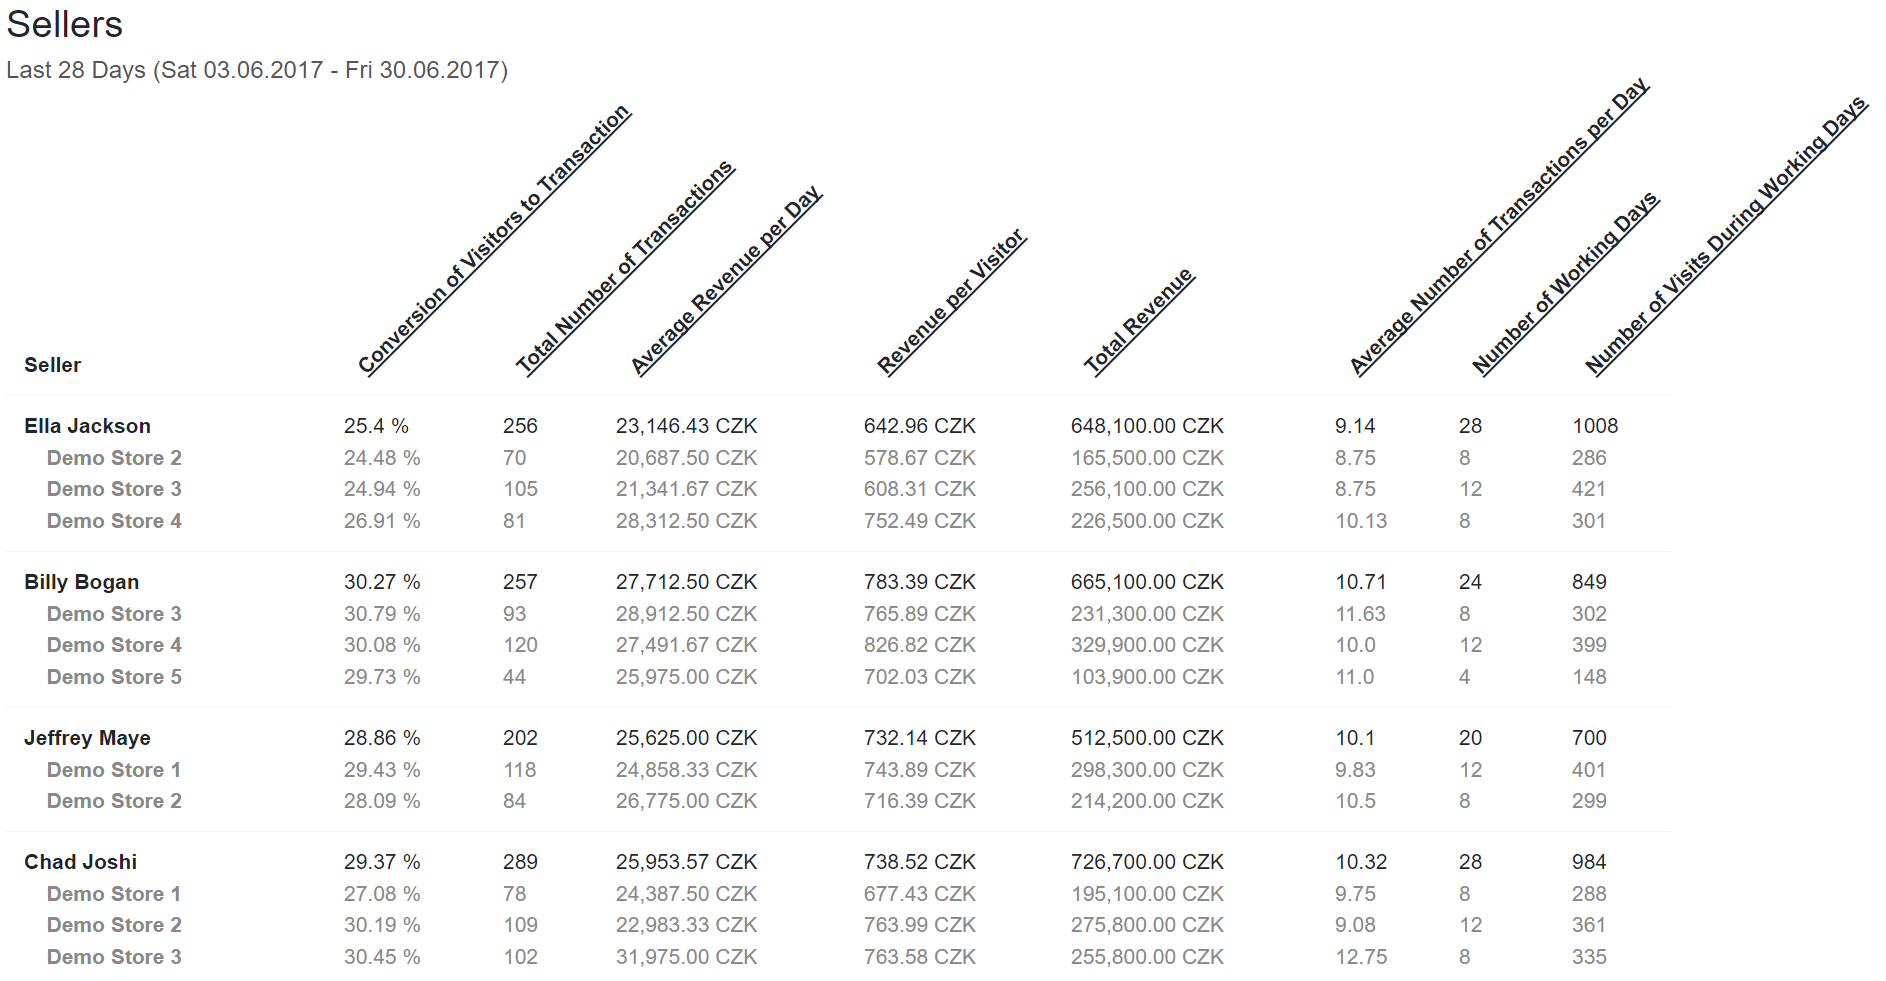 Sellers
Last 28 Days (Sat 03.06.2017 - Fri 30.06.2017)
Seller Conversion of Visitors to Transaction Total Number of Transactions Average Revenue per Day Revenue per Visitor Total Revenue Average Number of Transactions per Day Number of Working Days Number of Visits During Working Days
Ella Jackson 25.4 % 256 23,146.43 CZK 642.96 CZK 648,100.00 CZK 9.14 28 1008
Demo Store 2 24.48 % 70 20,687.50 CZK 578.67 CZK 165,500.00 CZK 8.75 8 286
Demo Store 3 24.94 % 105 21,341.67 CZK 608.31 CZK 256,100.00 CZK 8.75 12 421
Demo Store 4 26.91 % 81 28,312.50 CZK 752.49 CZK 226,500.00 CZK 10.13 8 301
Billy Bogan 30.27 % 257 27,712.50 CZK 783.39 CZK 665,100.00 CZK 10.71 24 849
Demo Store 3 30.79 % 93 28,912.50 CZK 765.89 CZK 231,300.00 CZK 11.63 8 302
Demo Store 4 30.08 % 120 27,491.67 CZK 826.82 CZK 329,900.00 CZK 10.0 12 399
Demo Store 5 29.73 % 44 25,975.00 CZK 702.03 CZK 103,900.00 CZK 11.0 4 148
Jeffrey Maye 28.86 % 202 25,625.00 CZK 732.14 CZK 512,500.00 CZK 10.1 20 700
Demo Store 1 29.43 % 118 24,858.33 CZK 743.89 CZK 298,300.00 CZK 9.83 12 401
Demo Store 2 28.09 % 84 26,775.00 CZK 716.39 CZK 214,200.00 CZK 10.5 8 299
Chad Joshi 29.37 % 289 25,953.57 CZK 738.52 CZK 726,700.00 CZK 10.32 28 984
Demo Store 1 27.08 % 78 24,387.50 CZK 677.43 CZK 195,100.00 CZK 9.75 8 288
Demo Store 2 30.19 % 109 22,983.33 CZK 763.99 CZK 275,800.00 CZK 9.08 12 361
Demo Store 3 30.45 % 102 31,975.00 CZK 763.58 CZK 255,800.00 CZK 12.75 8 335